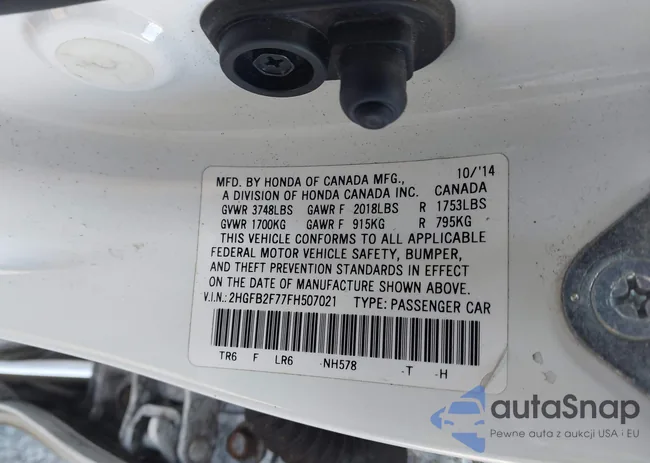 MFD. BY HONDA OF CANADA MFG., 10/'14
A DIVISION OF HONDA CANADA INC. CANADA
GVWR 3748LBS GAWR F 2018LBS R 1753LBS
GVWR 1700KG GAWR F 915KG R 795KG
THIS VEHICLE CONFORMS TO ALL APPLICABLE
FEDERAL MOTOR VEHICLE SAFETY, BUMPER,
AND THEFT PREVENTION STANDARDS IN EFFECT
ON THE DATE OF MANUFACTURE SHOWN ABOVE.
V.I.N.: 2HGFB2F77FH507021 TYPE: PASSENGER CAR
TR6 F LR6 ·NH578 ·T ·H
autaSnap
Pewne auta z aukcji USA i EU